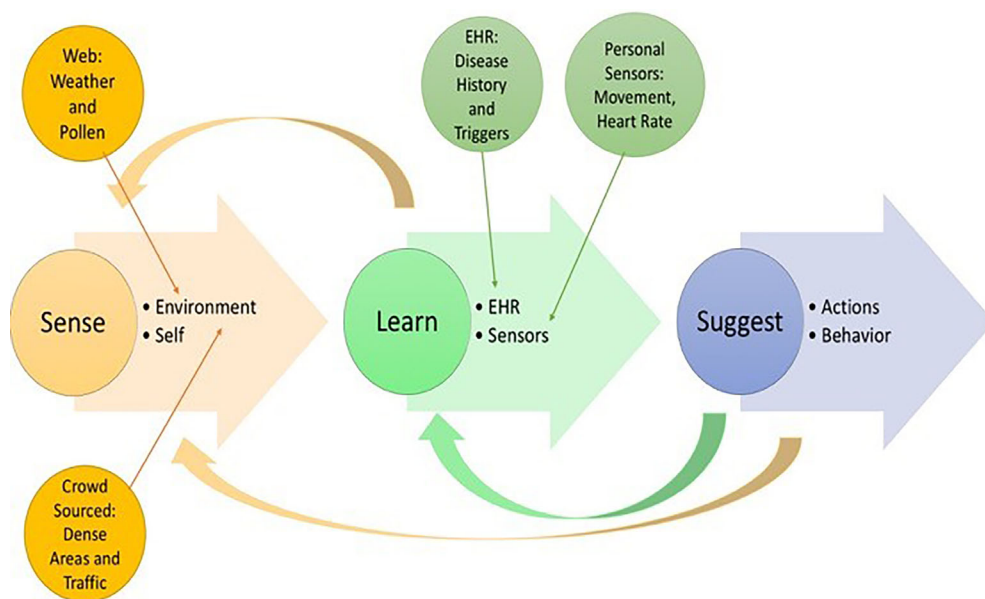 Web:
Weather
and
Pollen
EHR:
Disease
History
and
Triggers
Personal
Sensors:
Movement,
Heart Rate
Sense
• Environment
• Self
Learn
• EHR
• Sensors
Suggest
• Actions
• Behavior
Crowd
Sourced:
Dense
Areas and
Traffic